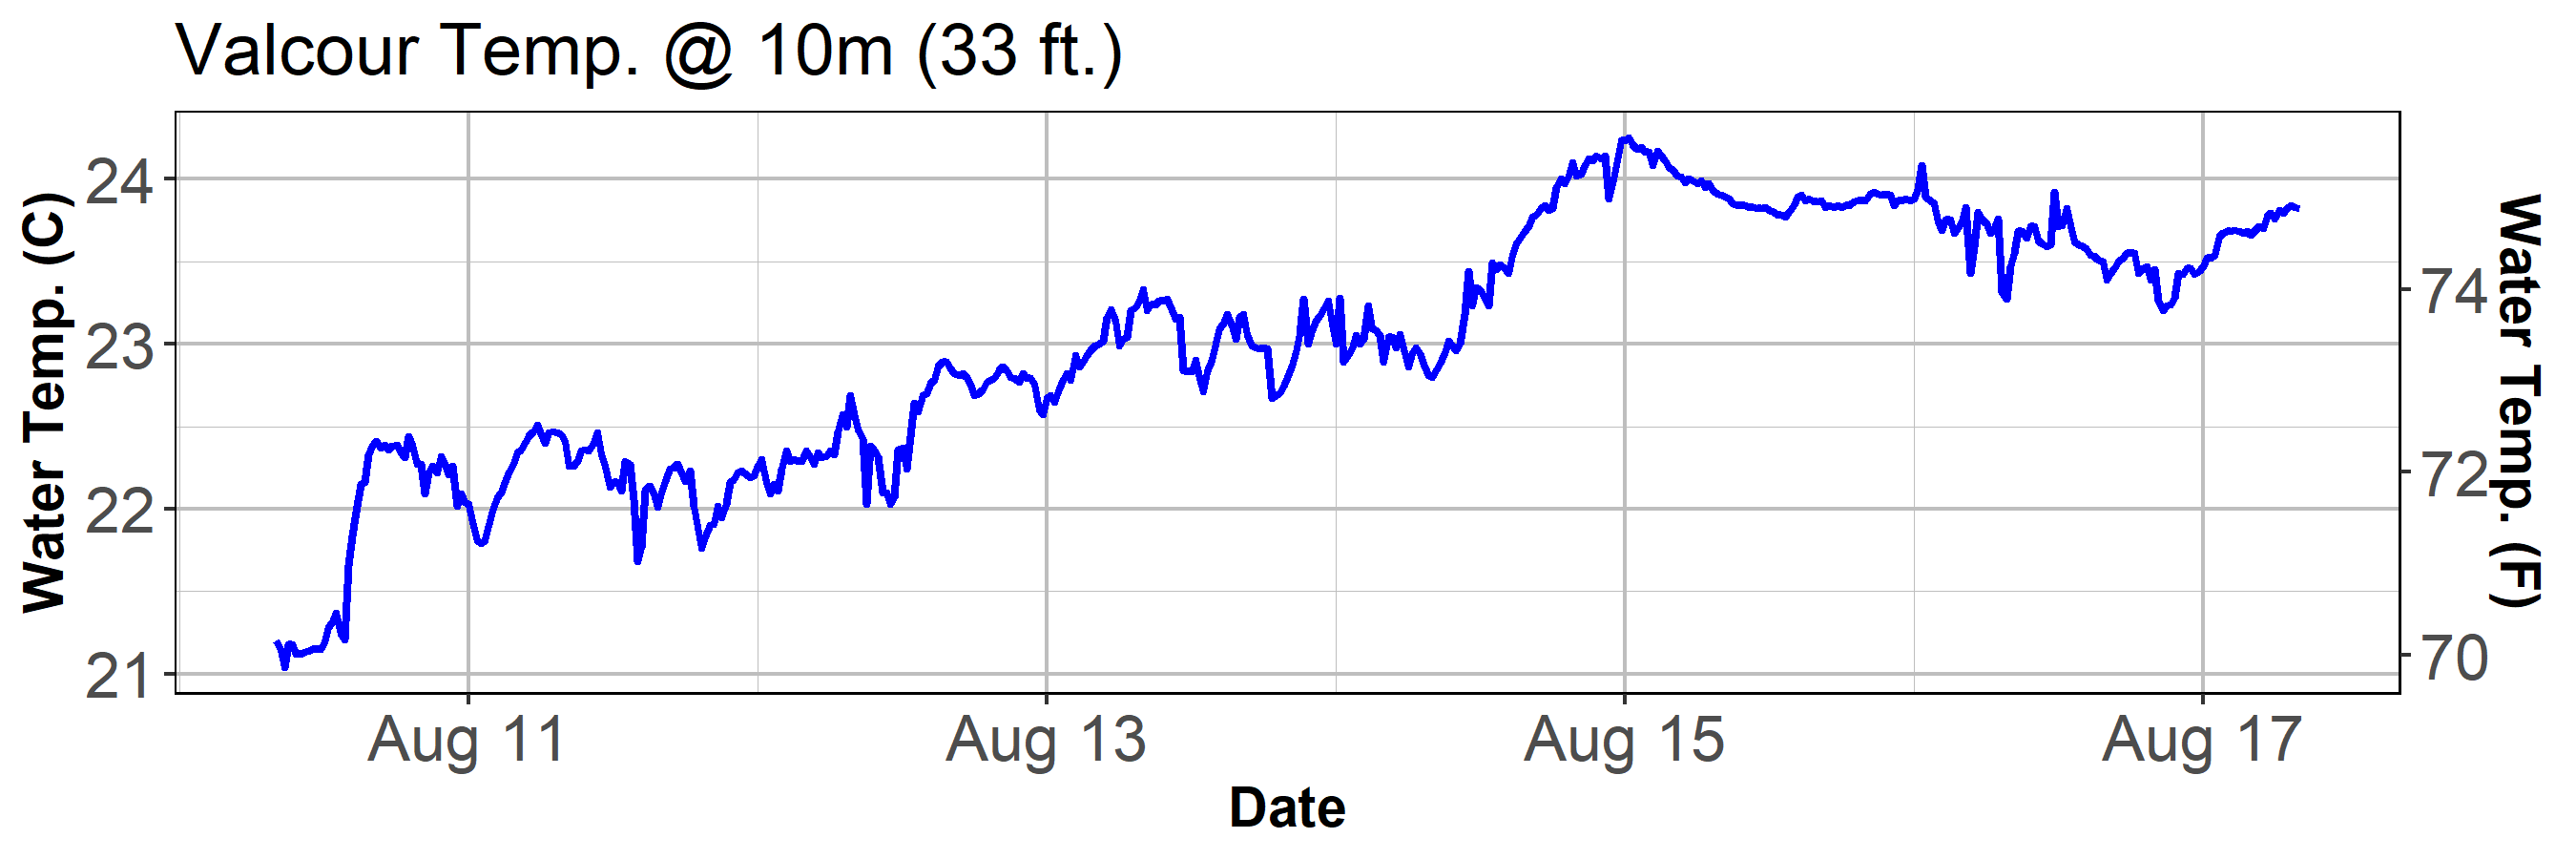 Valcour Temp. @ 10m (33 ft.)
Water Temp. (C)
24
23
22
21
74
72
70
Water Temp. (F)
Aug 11
Aug 13
Aug 15
Aug 17
Date